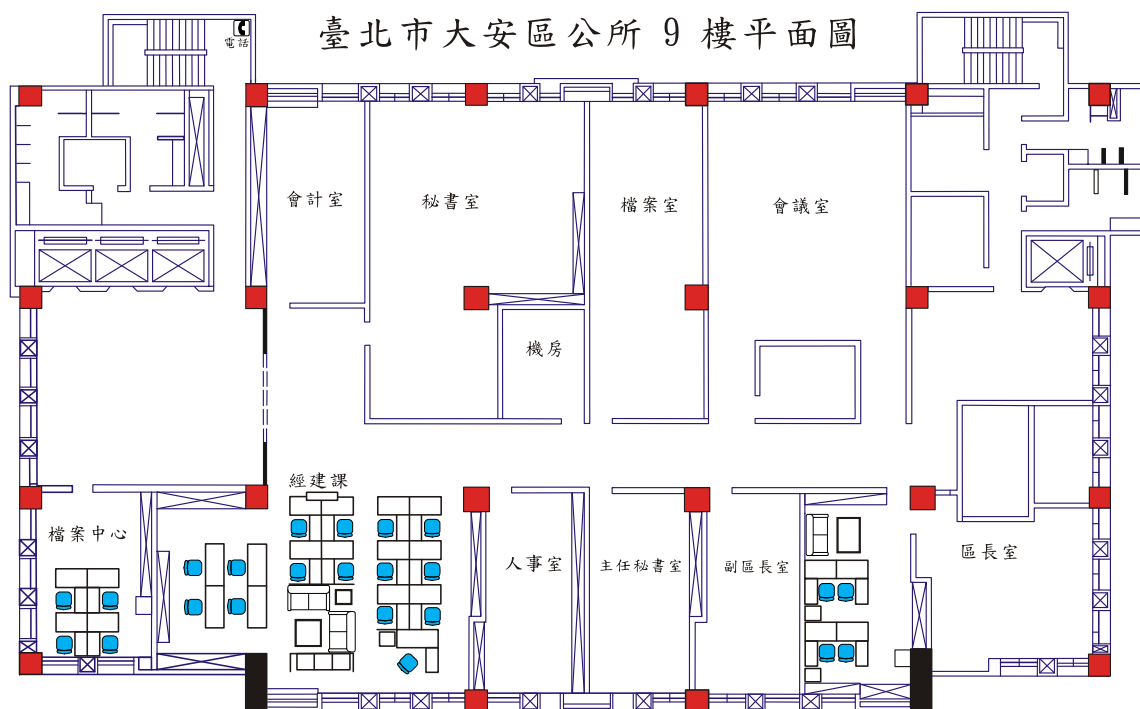 臺北市大安區公所 9 樓平面圖
電話
會計室
秘書室
檔案室
會議室
機房
經建課
檔案中心
人事室
主任秘書室
副區長室
區長室